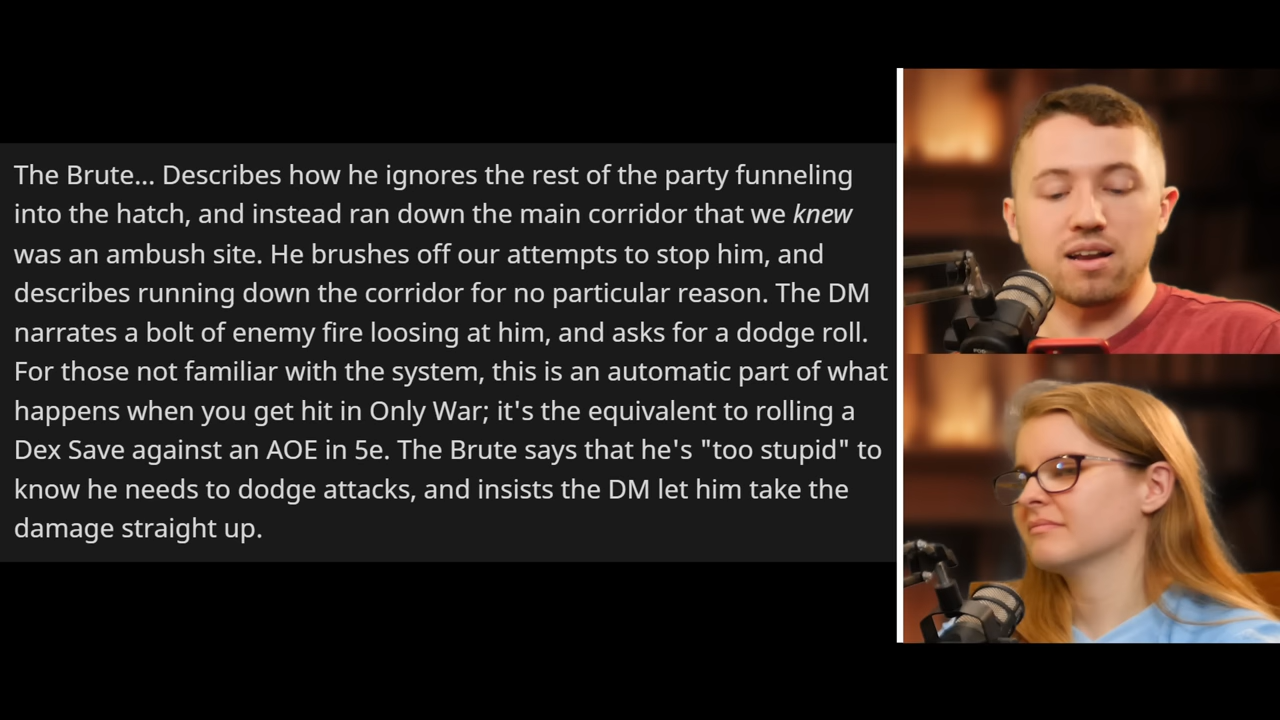 The Brute... Describes how he ignores the rest of the party funneling
into the hatch, and instead ran down the main corridor that we knew
was an ambush site. He brushes off our attempts to stop him, and
describes running down the corridor for no particular reason. The DM
narrates a bolt of enemy fire loosing at him, and asks for a dodge roll.
For those not familiar with the system, this is an automatic part of what
happens when you get hit in Only War; it's the equivalent to rolling a
Dex Save against an AOE in 5e. The Brute says that he's "too stupid" to
know he needs to dodge attacks, and insists the DM let him take the
damage straight up.